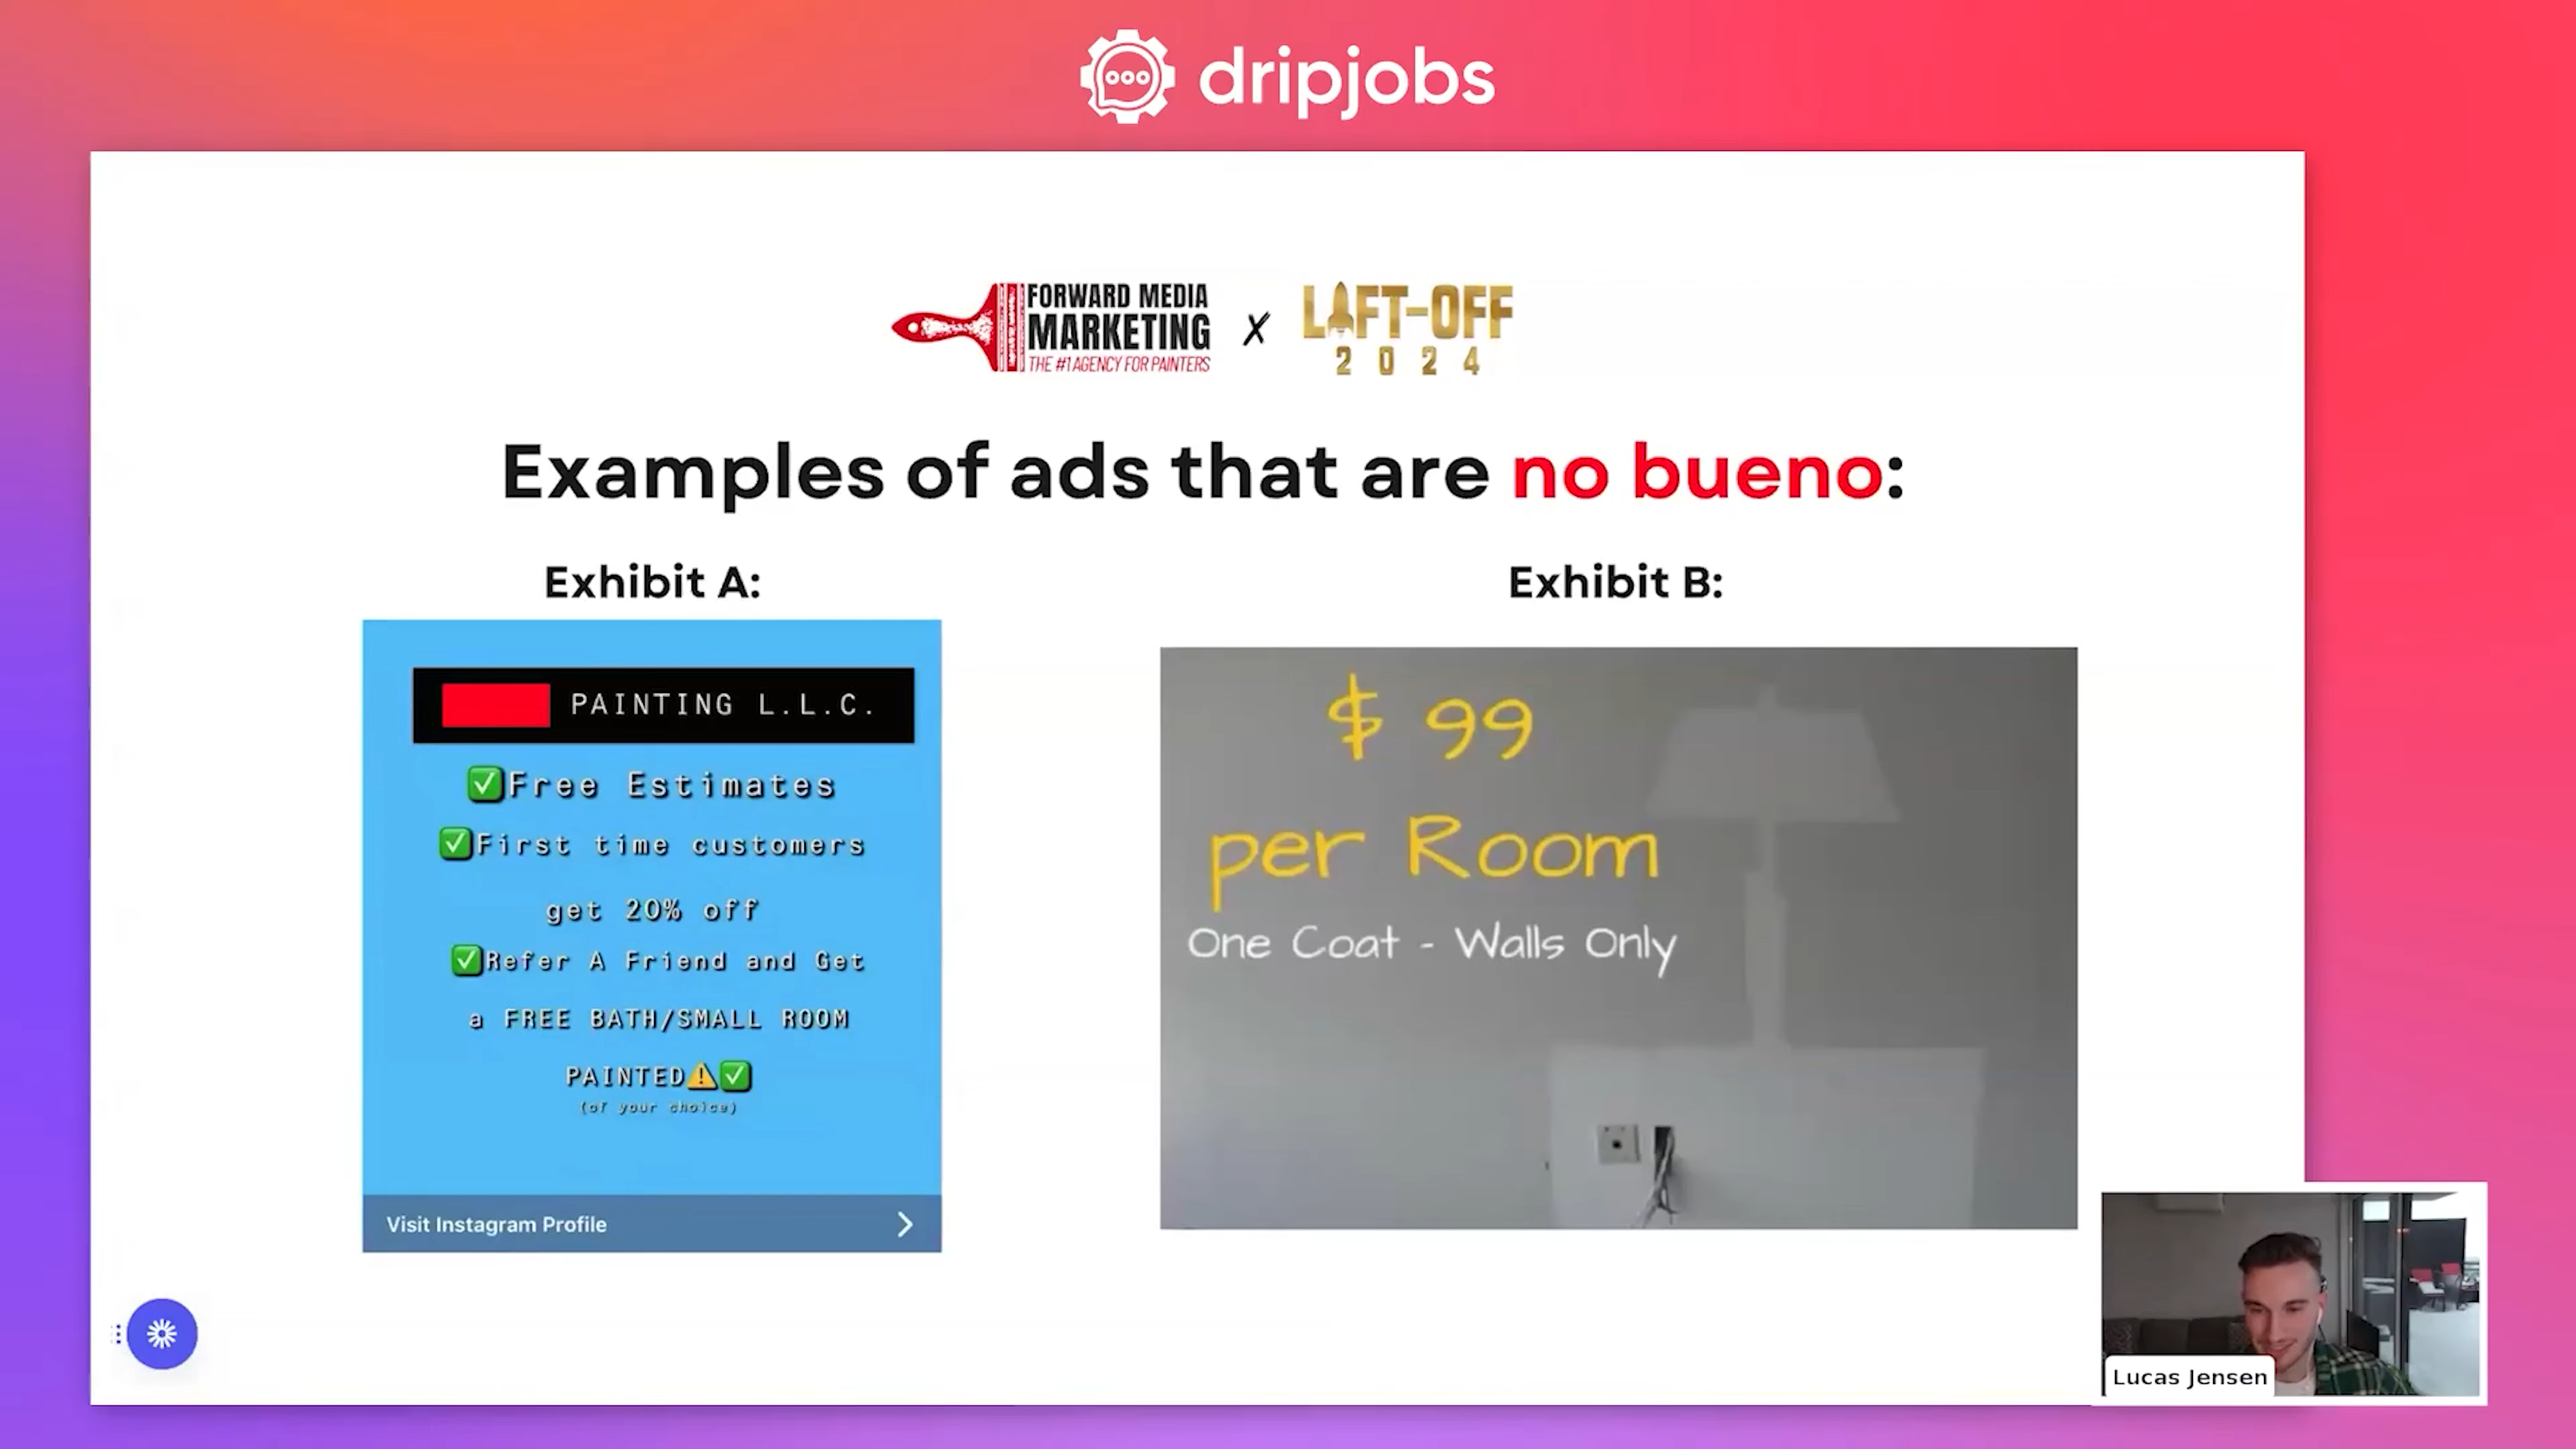 dripjobs
FORWARD MEDIA
MARKETING
THE #1 AGENCY FOR PAINTERS
X
LIFT-OFF
2024
Examples of ads that are no bueno:
Exhibit A:
Exhibit B:
PAINTING L.L.C.
✅Free Estimates
✅First time customers
get 20% off
✅Refer A Friend and Get
a FREE BATH/SMALL ROOM
PAINTED⚠️✅
(of your choice)
Visit Instagram Profile
$ 99
per Room
One Coat - Walls Only
Lucas Jensen